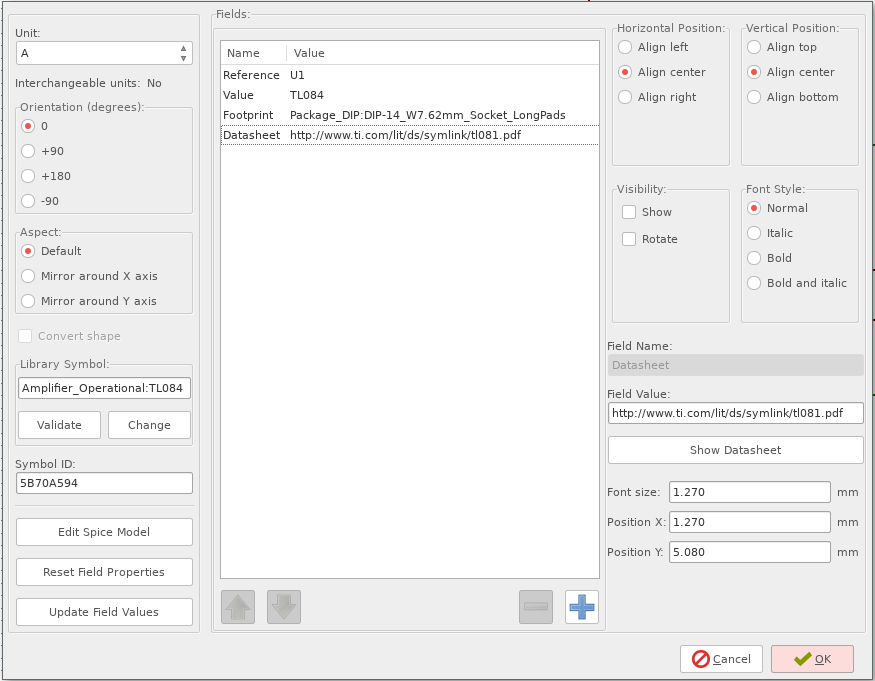 Unit:
A
Interchangeable units: No
Orientation (degrees):
0
+90
+180
-90
Aspect:
Default
Mirror around X axis
Mirror around Y axis
Convert shape
Library Symbol:
Amplifier_Operational:TL084
Validate Change
Symbol ID:
5B70A594
Edit Spice Model
Reset Field Properties
Update Field Values
Fields:
Name Value
Reference U1
Value TL084
Footprint Package_DIP:DIP-14_W7.62mm_Socket_LongPads
Datasheet http://www.ti.com/lit/ds/symlink/tl081.pdf
Horizontal Position:
Align left
Align center
Align right
Vertical Position:
Align top
Align center
Align bottom
Visibility:
Show
Rotate
Font Style:
Normal
Italic
Bold
Bold and italic
Field Name:
Datasheet
Field Value:
http://www.ti.com/lit/ds/symlink/tl081.pdf
Show Datasheet
Font size: 1.270 mm
Position X: 1.270 mm
Position Y: 5.080 mm
Cancel OK